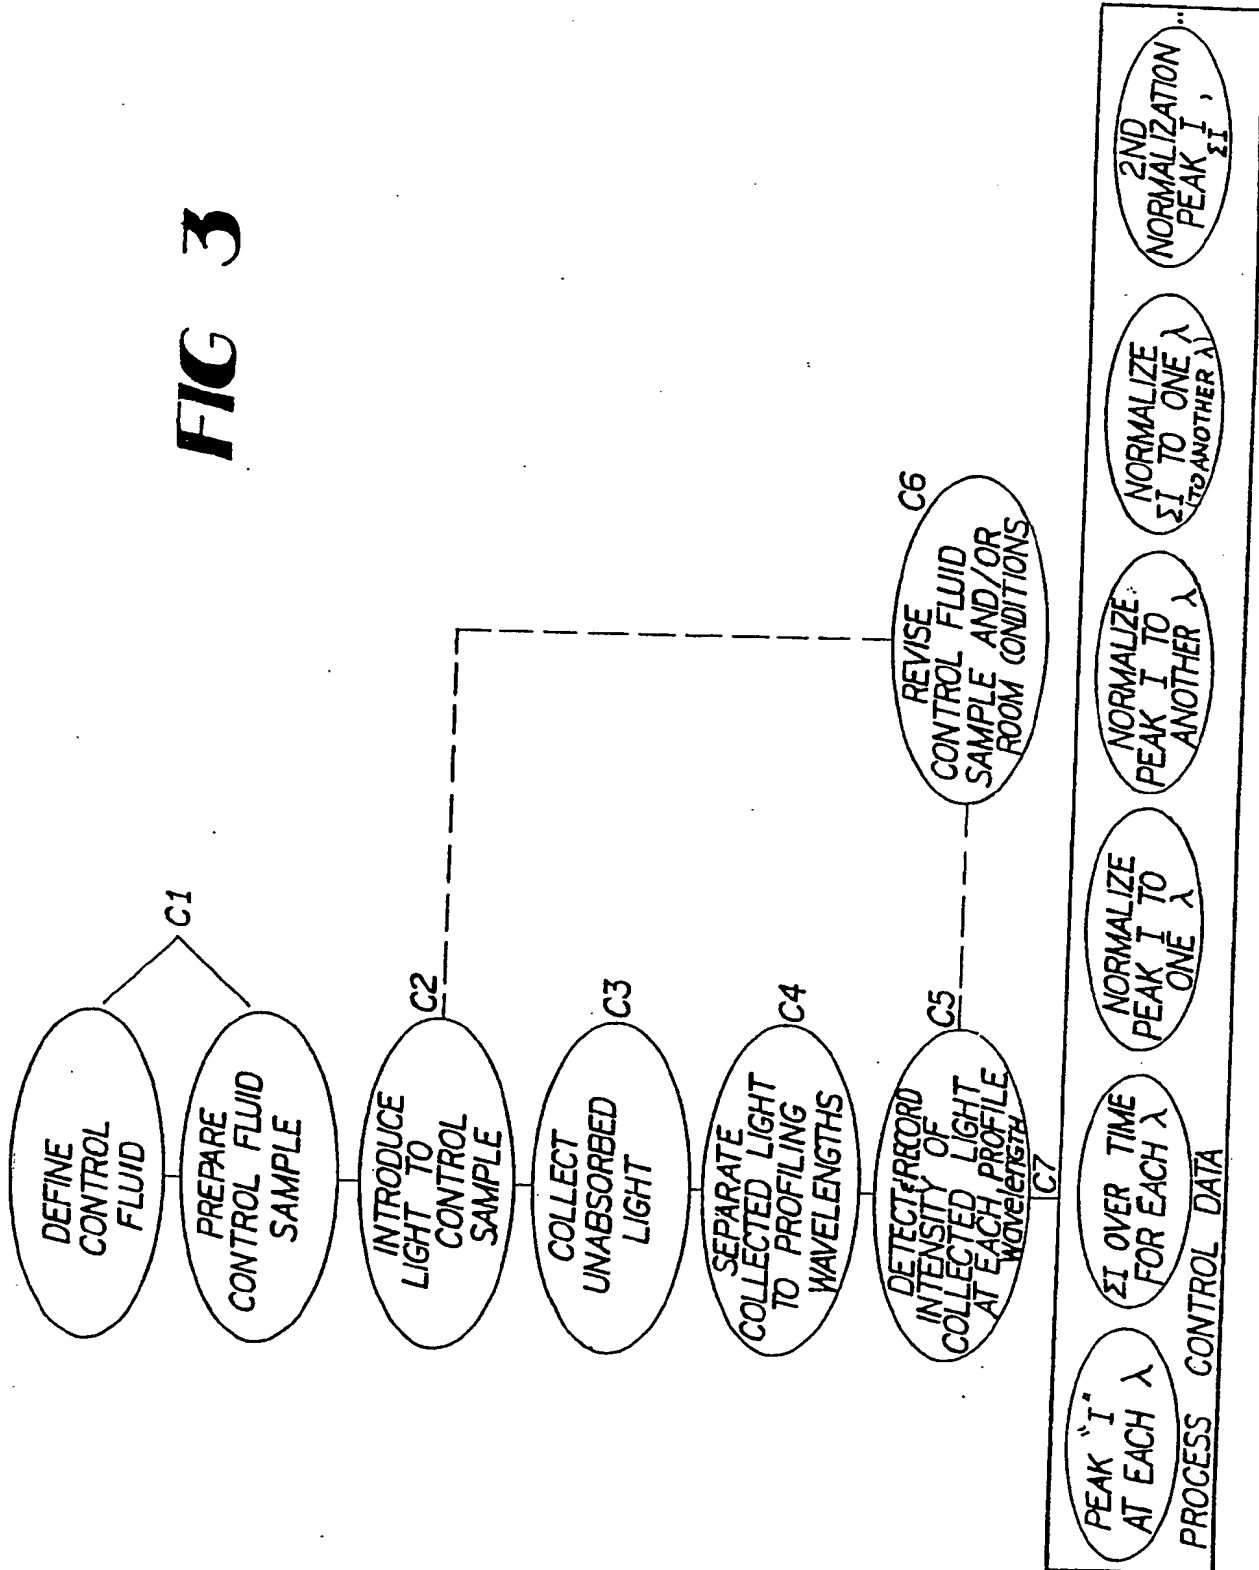 FIG 3
DEFINE
CONTROL
FLUID
C1
PREPARE
CONTROL FLUID
SAMPLE
INTRODUCE
LIGHT TO
CONTROL
SAMPLE
C2
COLLECT
UNABSORBED
LIGHT
C3
SEPARATE
COLLECTED LIGHT
TO PROFILING
WAVELENGTHS
C4
DETECT/RECORD
INTENSITY OF
COLLECTED LIGHT
AT EACH PROFILE
wavelength
C5
REVISE
CONTROL FLUID
SAMPLE AND/OR
ROOM CONDITIONS
C6
C7
PEAK "I"
AT EACH λ
ΣI OVER TIME
FOR EACH λ
NORMALIZE
PEAK I TO
ONE λ
NORMALIZE
PEAK I TO
ANOTHER λ
NORMALIZE
ΣI TO ONE λ
(TO ANOTHER λ)
2ND
NORMALIZATION
PEAK I,
ΣI
...
PROCESS CONTROL DATA